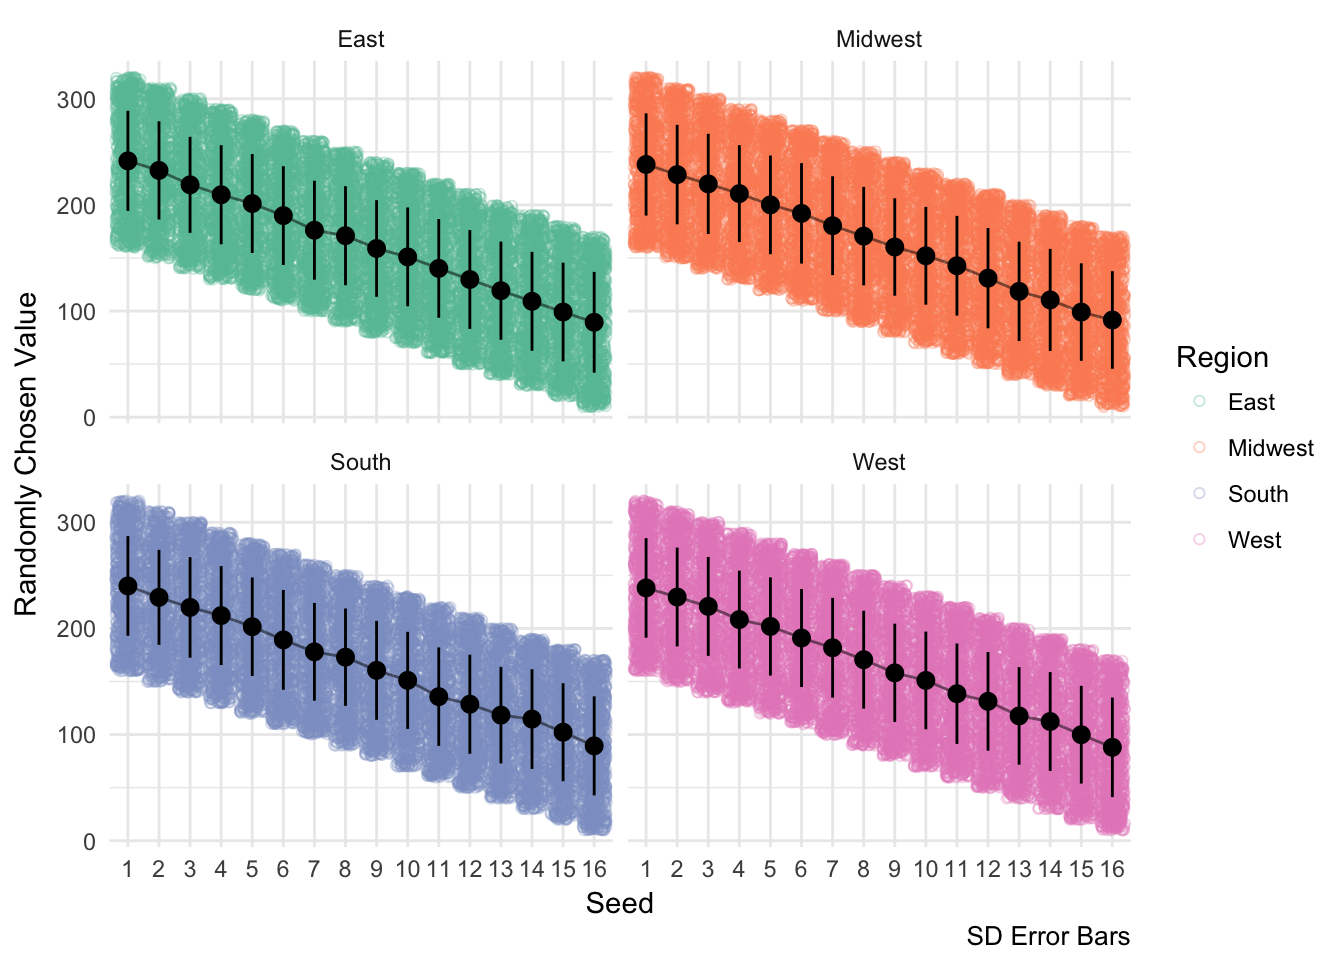 East
Midwest
300
200
100
0
South
West
300
200
100
0
1 2 3 4 5 6 7 8 9 10 11 12 13 14 15 16
1 2 3 4 5 6 7 8 9 10 11 12 13 14 15 16
Randomly Chosen Value
Seed
SD Error Bars
Region
East
Midwest
South
West